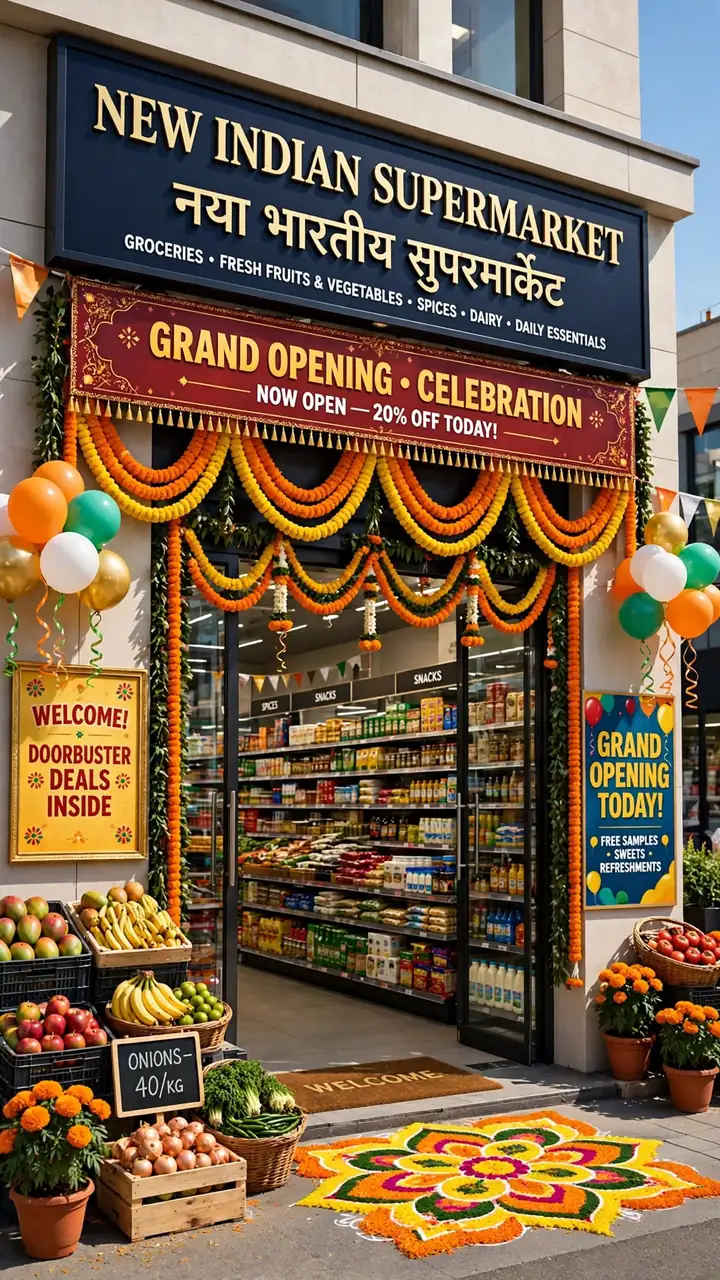 NEW INDIAN SUPERMARKET
नया भारतीय सुपरमार्केट
GROCERIES • FRESH FRUITS & VEGETABLES • SPICES • DAIRY • DAILY ESSENTIALS
GRAND OPENING • CELEBRATION
NOW OPEN — 20% OFF TODAY!
SPICES
SNACKS
SNACKS
WELCOME!
DOORBUSTER
DEALS
INSIDE
GRAND
OPENING
TODAY!
FREE SAMPLES
• SWEETS •
REFRESHMENTS
ONIONS-
40/KG
WELCOME